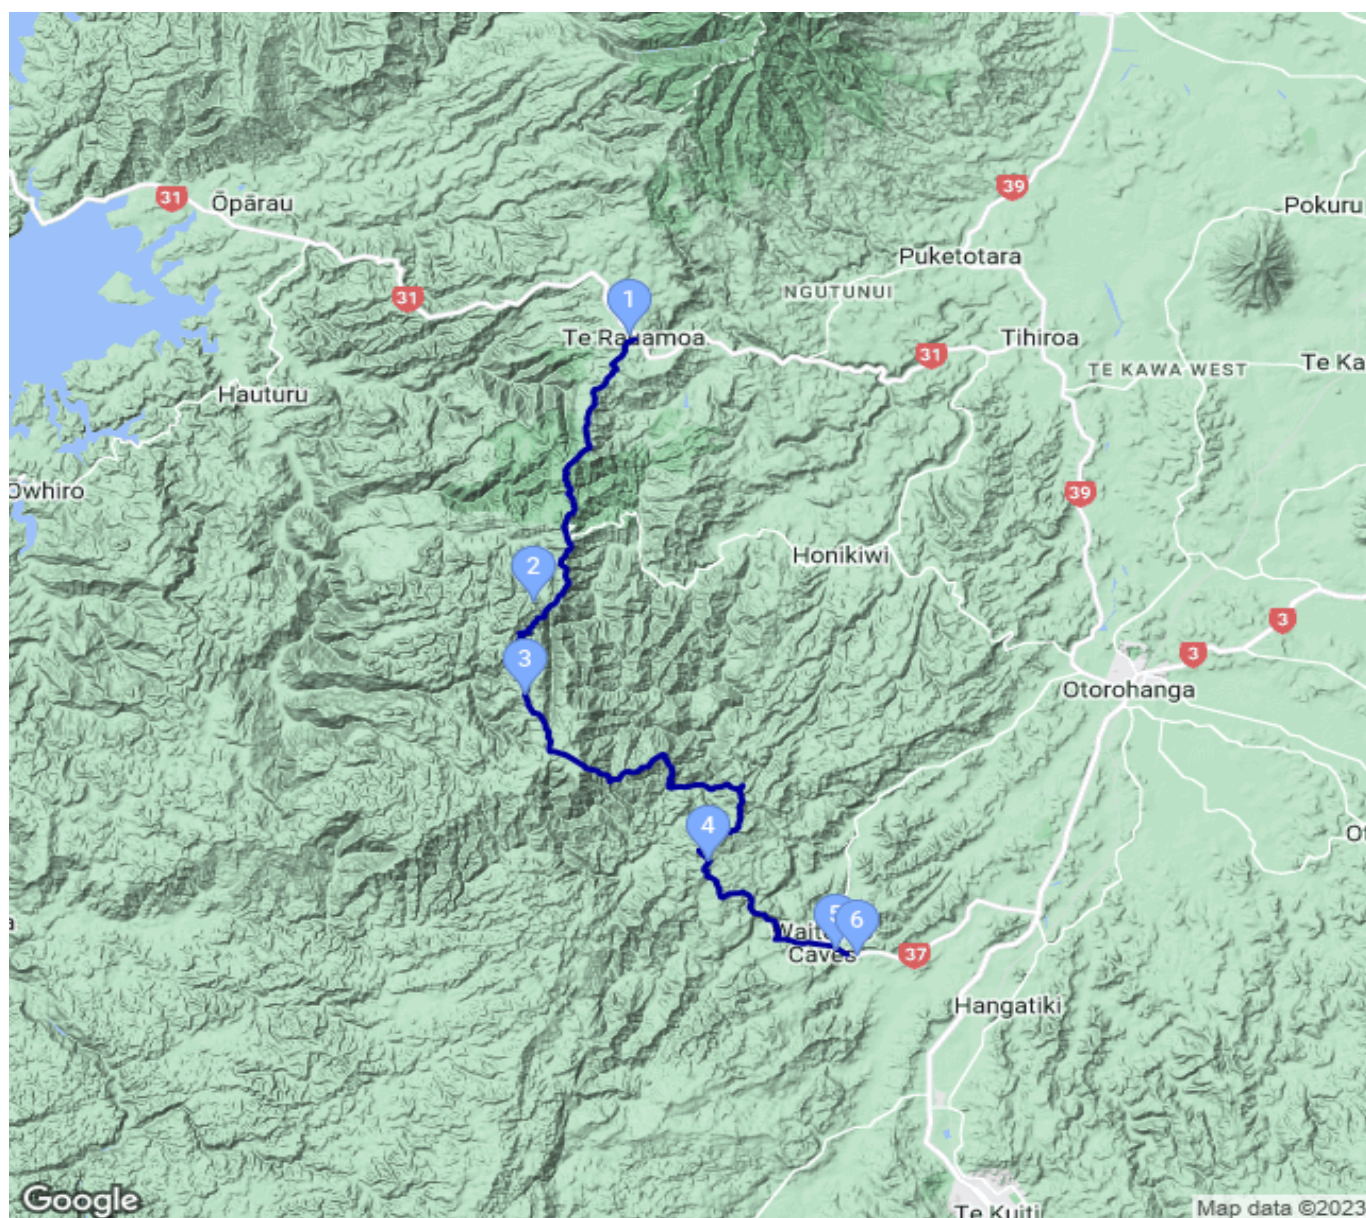 31
Ōpārau
39
Pokuru
Puketotara
31
NGUTUNUI
1
Te Rauamoa
Tihiroa
31
TE KAWA WEST
Te Ka
Hauturu
Owhiro
39
Honikiwi
2
3
3
3
Otorohanga
4
Ot
5
6
Caves
37
Hangatiki
Google
Te Kuiti
Map data ©2023